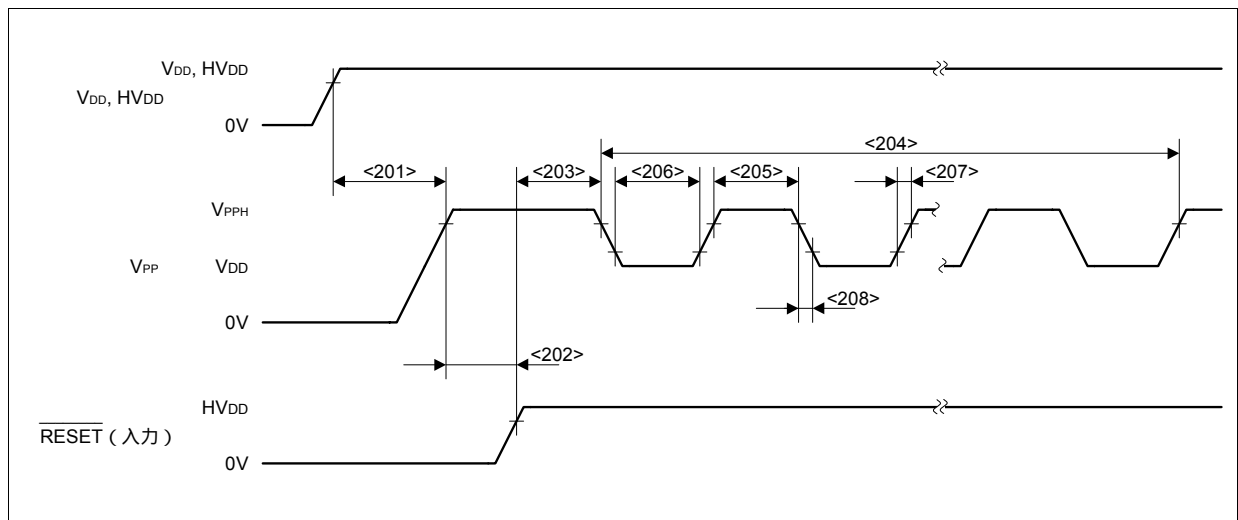 VDD, HVDD
VDD, HVDD
0V
<204>
<201>
<203>
<206>
<205>
<207>
VPPH
VPP
VDD
<208>
0V
<202>
HVDD
RESET（入力）
0V